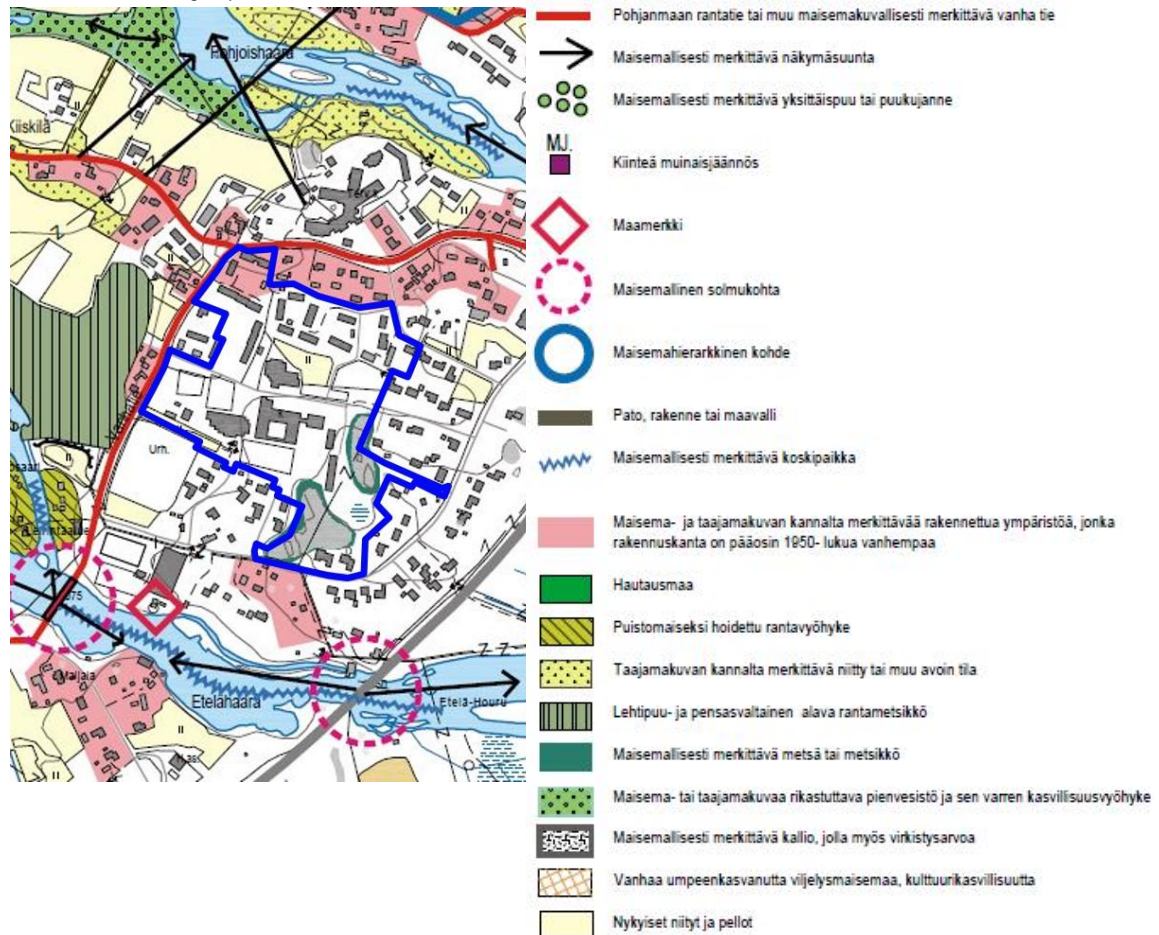 Pohjoishaara
Kiiskilä
II
II
II
Urh.
Etelähaara
Etelä-Houru
Pohjanmaan rantatie tai muu maisemakuvallisesti merkittävä vanha tie
Maisemallisesti merkittävä näkymäsuunta
Maisemallisesti merkittävä yksittäispuu tai puukujanne
MJ.
Kiinteä muinaisjäännös
Maamerkki
Maisemallinen solmukohta
Maisemahierarkkinen kohde
Pato, rakenne tai maavalli
Maisemallisesti merkittävä koskipaikka
Maisema- ja taajamakuvan kannalta merkittävää rakennettua ympäristöä, jonka
rakennuskanta on pääosin 1950- lukua vanhempaa
Hautausmaa
Puistomaiseksi hoidettu rantavyöhyke
Taajamakuvan kannalta merkittävä niitty tai muu avoin tila
Lehtipuu- ja pensasvaltainen alava rantametsikkö
Maisemallisesti merkittävä metsä tai metsikkö
Maisema- tai taajamakuvaa rikastuttava pienvesistö ja sen varren kasvillisuusvyöhyke
Maisemallisesti merkittävä kallio, jolla myös virkistysarvoa
Vanhaa umpeenkasvanutta viljelysmaisemaa, kulttuurikasvillisuutta
Nykyiset niityt ja pellot